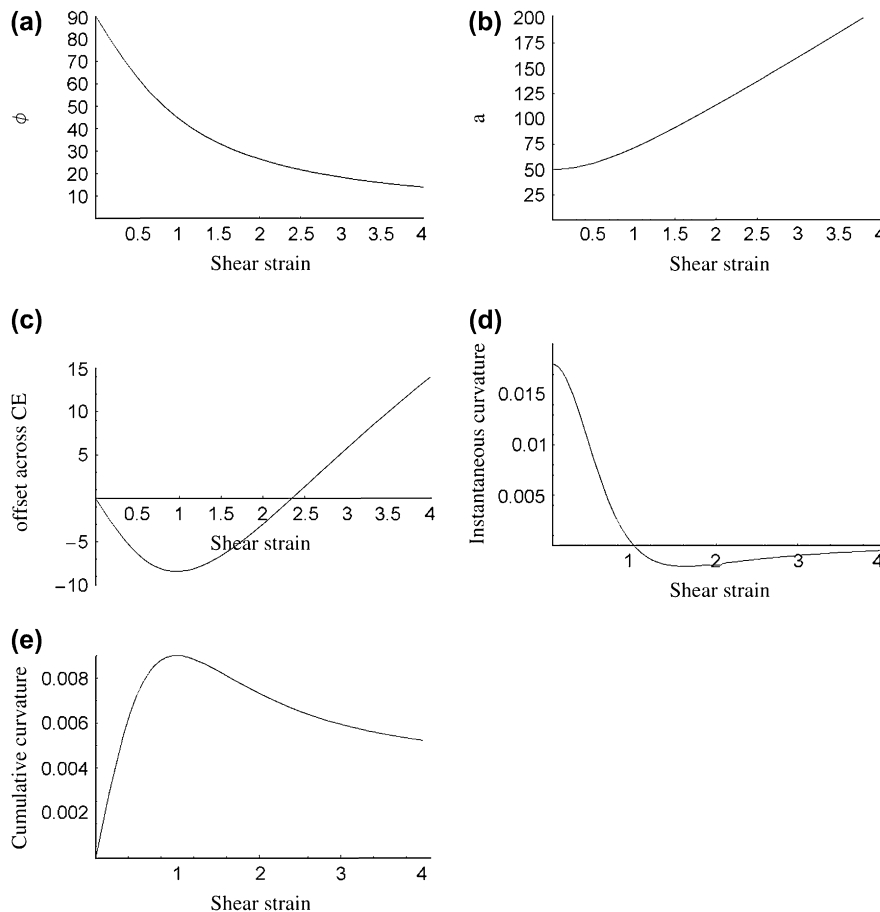 (a)
90
80
70
60
50
40
30
20
10
ϕ
0.5 1 1.5 2 2.5 3 3.5 4
Shear strain
(b)
200
175
150
125
100
75
50
25
a
0.5 1 1.5 2 2.5 3 3.5 4
Shear strain
(c)
15
10
5
−5
−10
offset across CE
0.5 1 1.5 2 2.5 3 3.5 4
Shear strain
(d)
0.015
0.01
0.005
Instantaneous curvature
1 2 3 4
Shear strain
(e)
0.008
0.006
0.004
0.002
Cumulative curvature
1 2 3 4
Shear strain